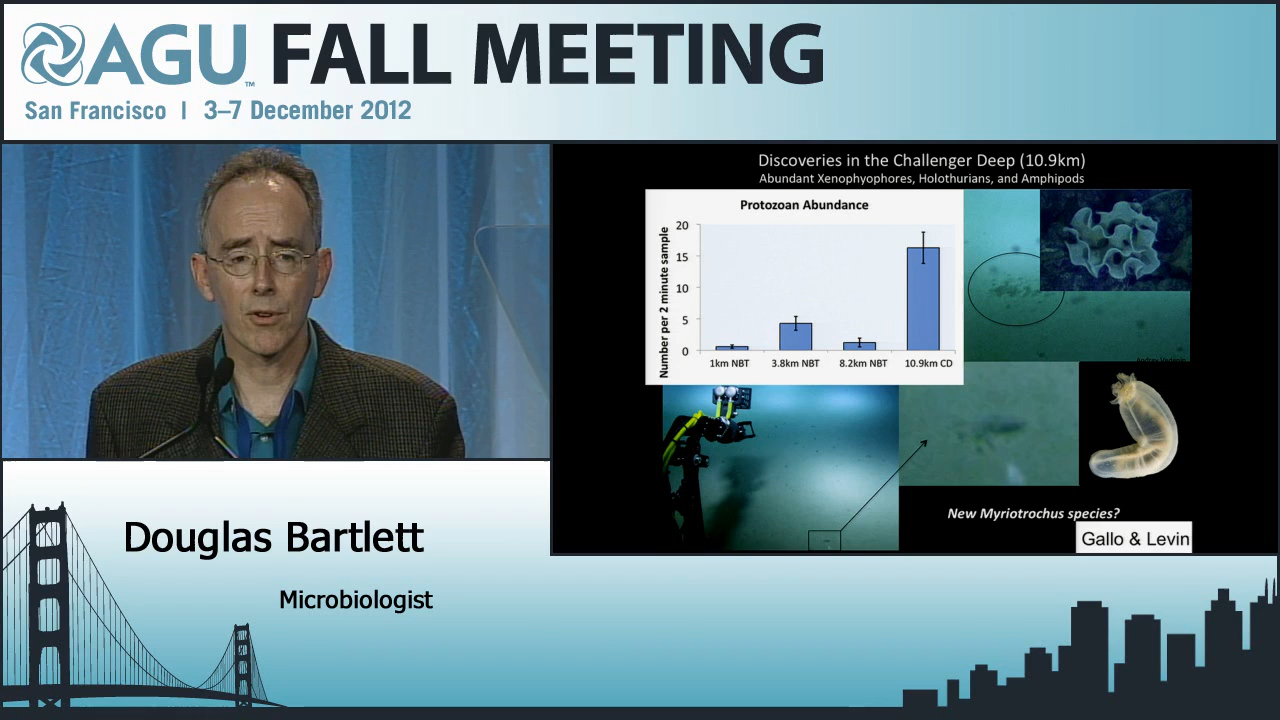 AGU™ FALL MEETING
San Francisco | 3–7 December 2012
Discoveries in the Challenger Deep (10.9km)
Abundant Xenophyophores, Holothurians, and Amphipods
Protozoan Abundance
Number per 2 minute sample
20
15
10
5
0
1km NBT 3.8km NBT 8.2km NBT 10.9km CD
New Myriotrochus species?
Gallo & Levin
Douglas Bartlett
Microbiologist